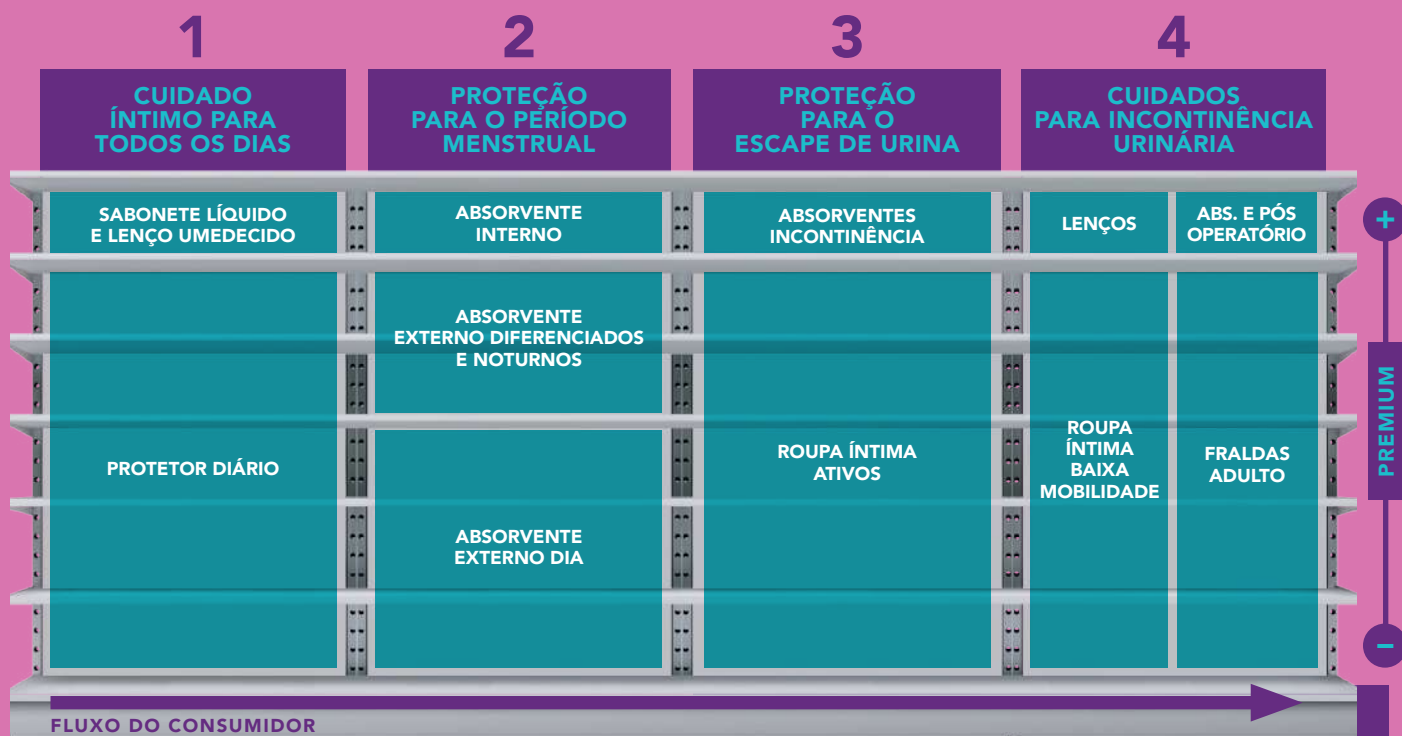 1
CUIDADO
ÍNTIMO PARA
TODOS OS DIAS
SABONETE LÍQUIDO
E LENÇO UMEDECIDO
PROTETOR DIÁRIO
2
PROTEÇÃO
PARA O PERÍODO
MENSTRUAL
ABSORVENTE
INTERNO
ABSORVENTE
EXTERNO DIFERENCIADOS
E NOTURNOS
ABSORVENTE
EXTERNO DIA
3
PROTEÇÃO
PARA O
ESCAPE DE URINA
ABSORVENTES
INCONTINÊNCIA
ROUPA ÍNTIMA
ATIVOS
4
CUIDADOS
PARA INCONTINÊNCIA
URINÁRIA
LENÇOS
ABS. E PÓS
OPERATÓRIO
ROUPA
ÍNTIMA
BAIXA
MOBILIDADE
FRALDAS
ADULTO
+
PREMIUM
−
FLUXO DO CONSUMIDOR